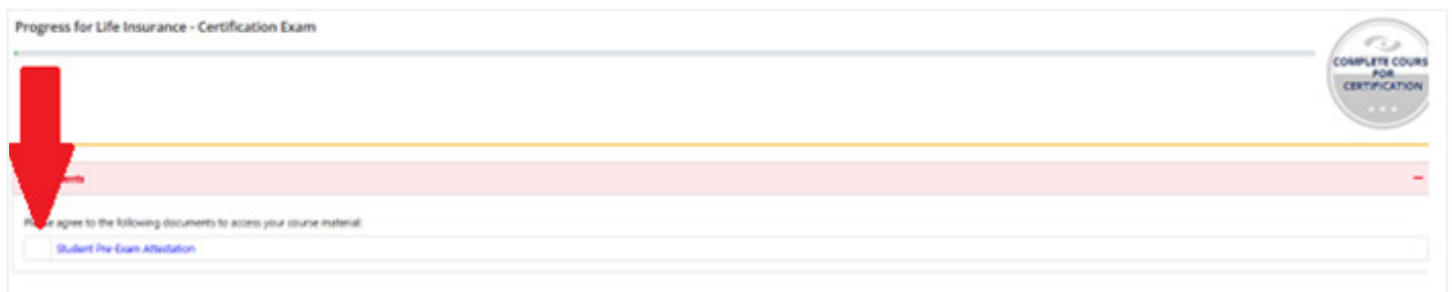 Progress for Life Insurance - Certification Exam
COMPLETE COURS
FOR
CERTIFICATION
agree to the following documents to access your course material:
Student Pre-Exam Attestation